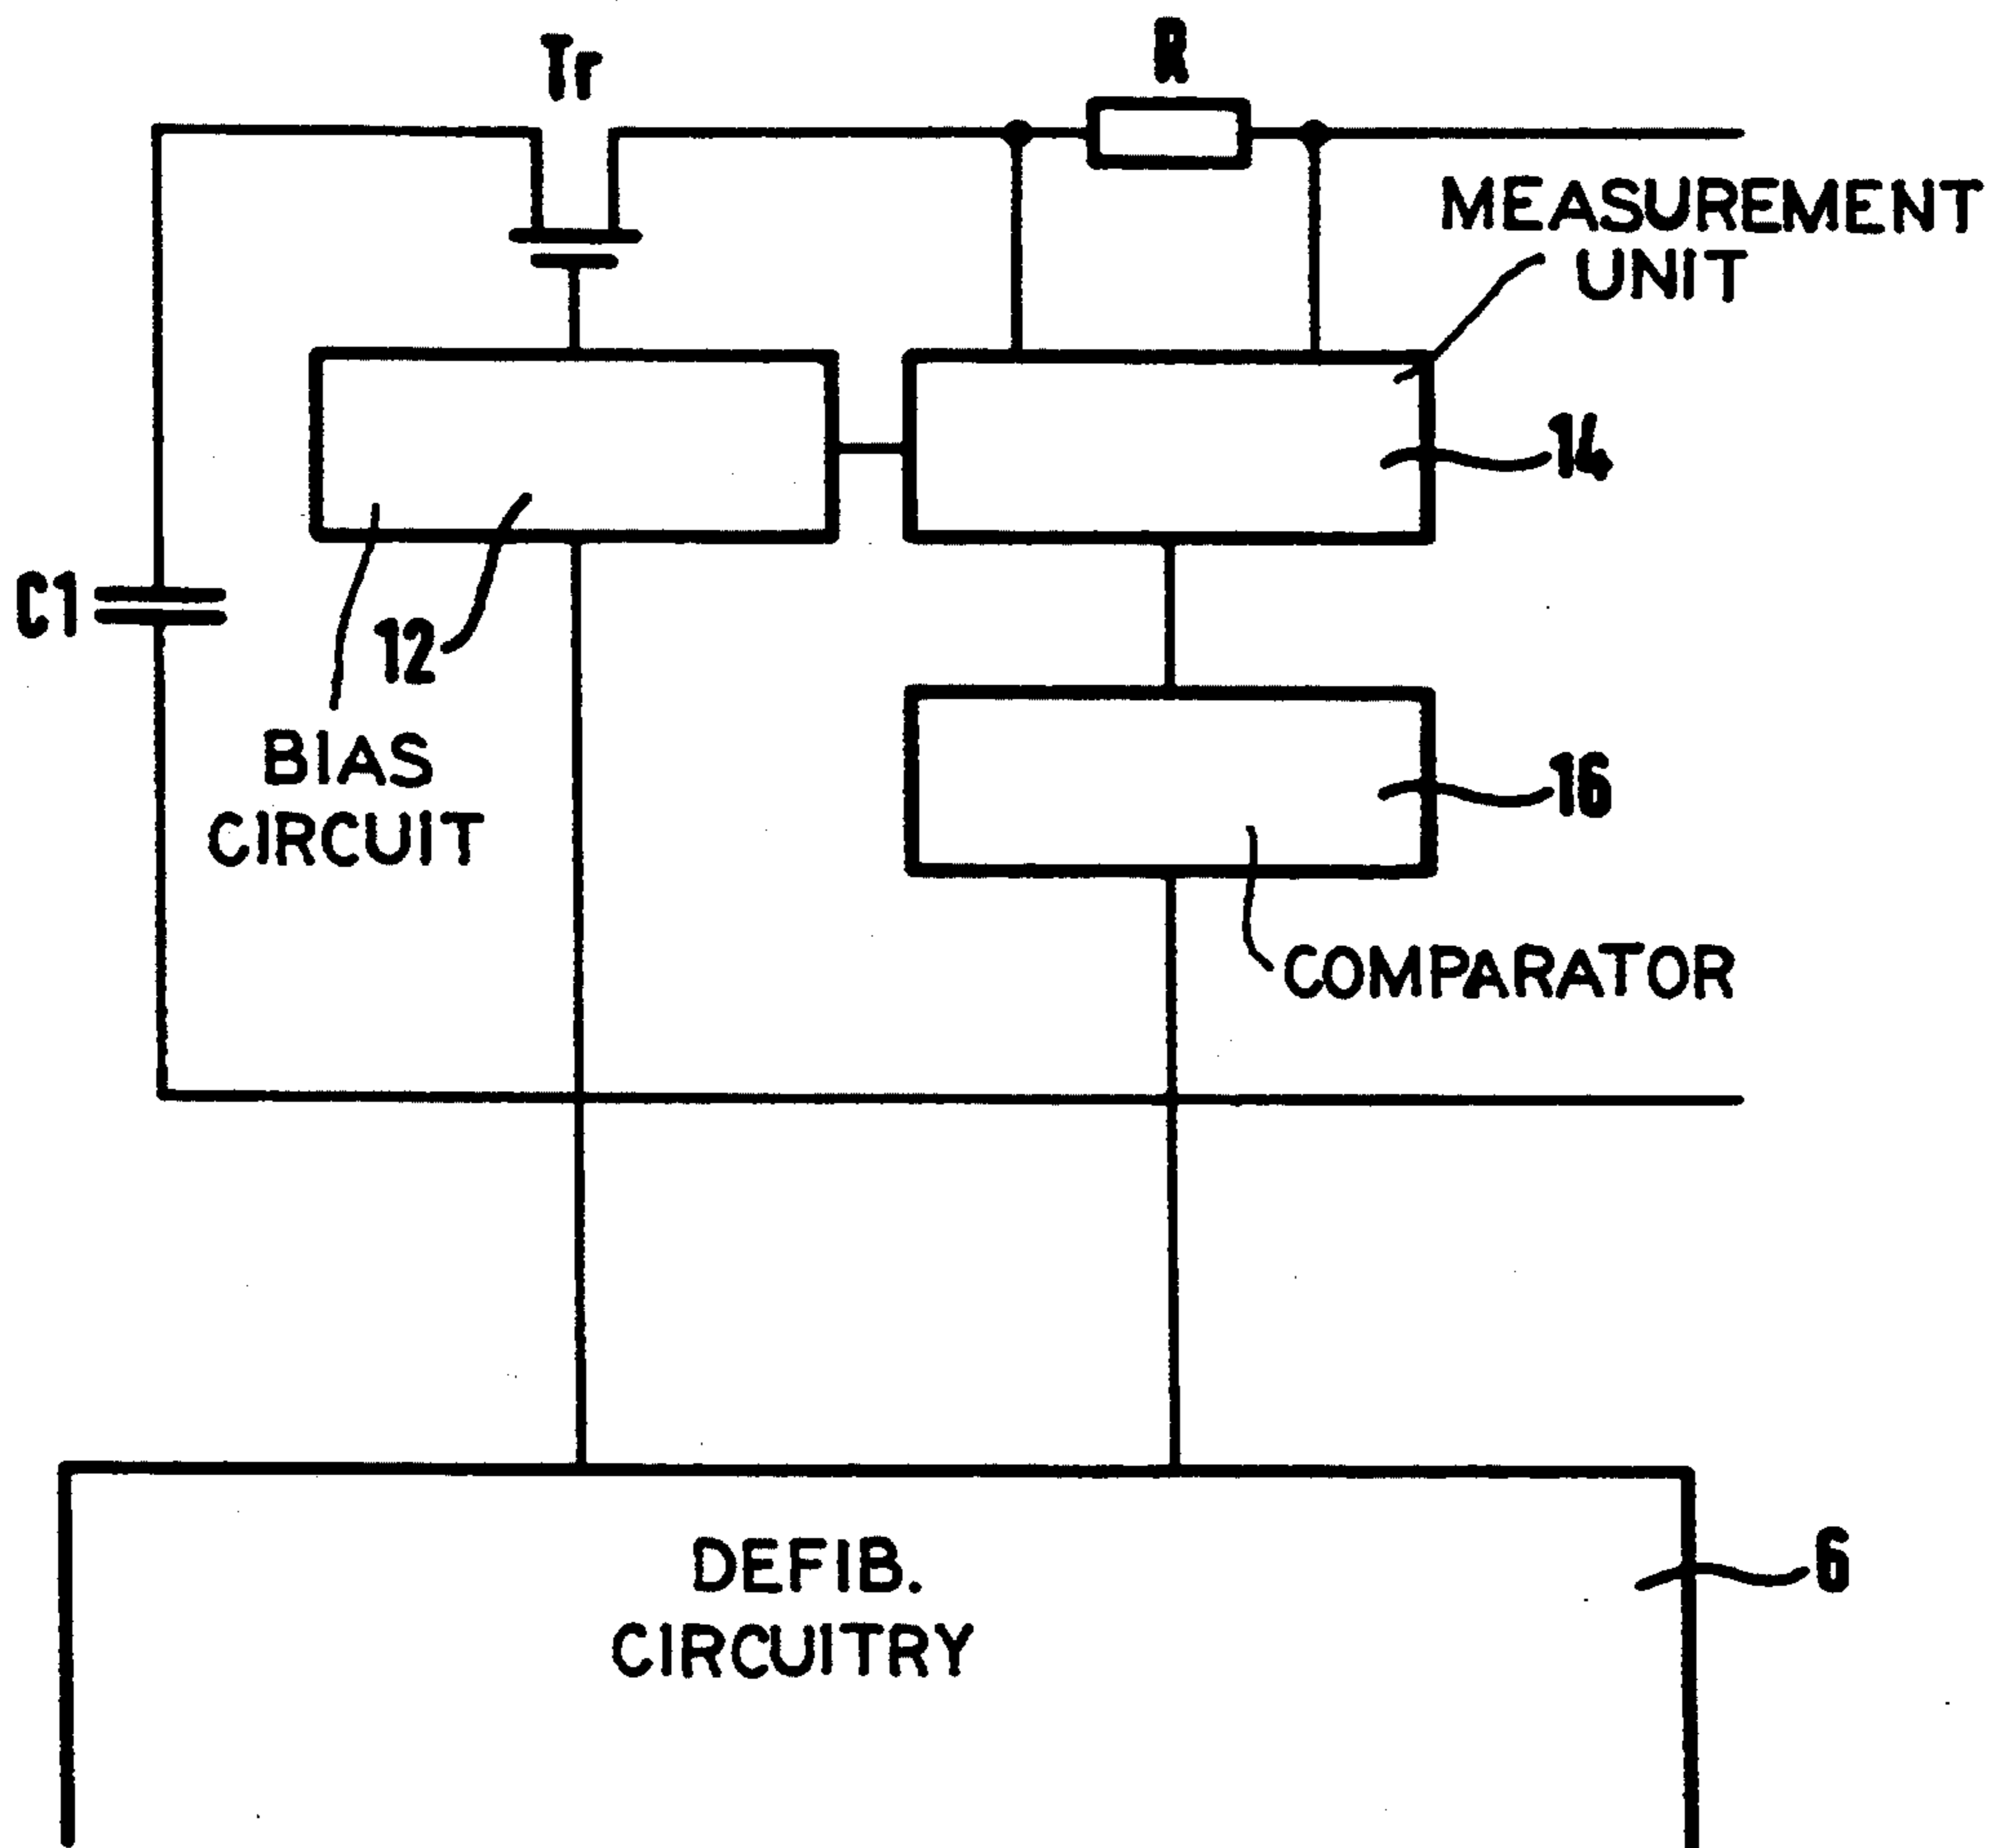 Tr
R
MEASUREMENT
UNIT
14
C1
12
BIAS
CIRCUIT
16
COMPARATOR
DEFIB.
CIRCUITRY
6